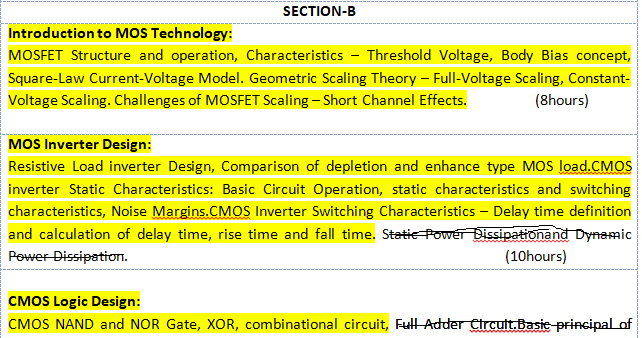 SECTION-B
Introduction to MOS Technology:
MOSFET Structure and operation, Characteristics – Threshold Voltage, Body Bias concept,
Square-Law Current-Voltage Model. Geometric Scaling Theory – Full-Voltage Scaling, Constant-
Voltage Scaling. Challenges of MOSFET Scaling – Short Channel Effects. (8hours)
MOS Inverter Design:
Resistive Load inverter Design, Comparison of depletion and enhance type MOS load.CMOS
inverter Static Characteristics: Basic Circuit Operation, static characteristics and switching
characteristics, Noise Margins.CMOS Inverter Switching Characteristics – Delay time definition
and calculation of delay time, rise time and fall time. Static Power Dissipationand Dynamic
Power Dissipation. (10hours)
CMOS Logic Design:
CMOS NAND and NOR Gate, XOR, combinational circuit, Full Adder Circuit.Basic principal of